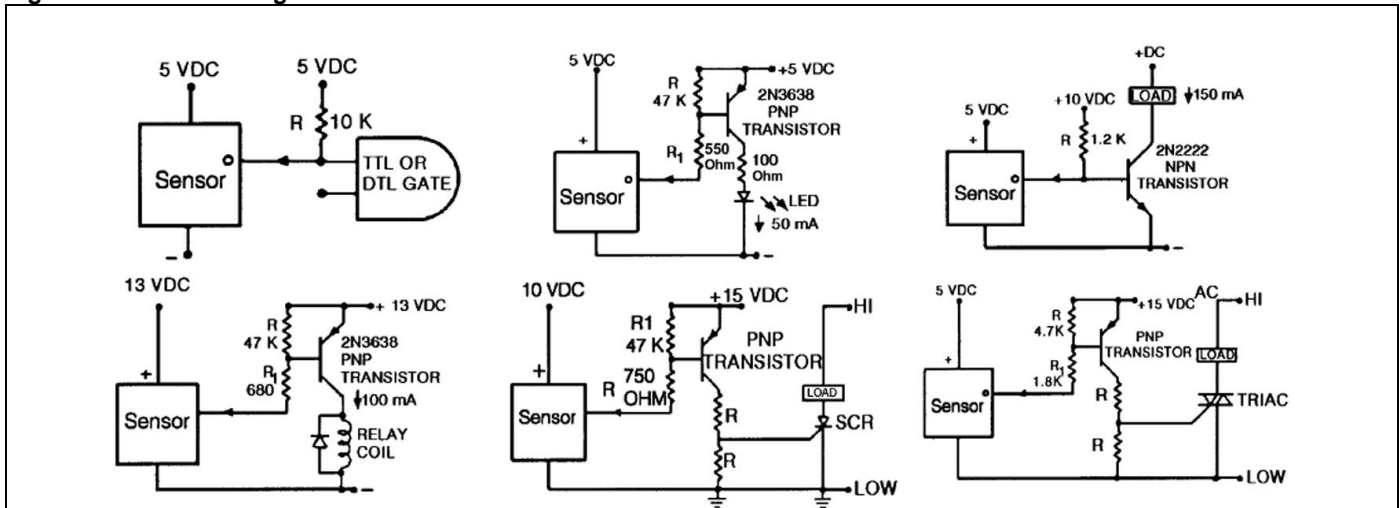 5 VDC
5 VDC
R
10 K
Sensor
TTL OR
DTL GATE
–
5 VDC
+5 VDC
R
47 K
2N3638
PNP
TRANSISTOR
R1
550
Ohm
100
Ohm
Sensor
LED
50 mA
–
+DC
LOAD
150 mA
5 VDC
+10 VDC
+
R
1.2 K
2N2222
NPN
TRANSISTOR
Sensor
–
13 VDC
+ 13 VDC
R
47 K
2N3638
PNP
TRANSISTOR
+
R1
680
100 mA
Sensor
RELAY
COIL
–
10 VDC
+15 VDC
HI
R1
47 K
PNP
TRANSISTOR
+
R
750
OHM
LOAD
Sensor
R
SCR
R
LOW
5 VDC
+15 VDC
AC
HI
R
4.7K
PNP
TRANSISTOR
LOAD
+
R1
1.8K
Sensor
R
TRIAC
R
LOW